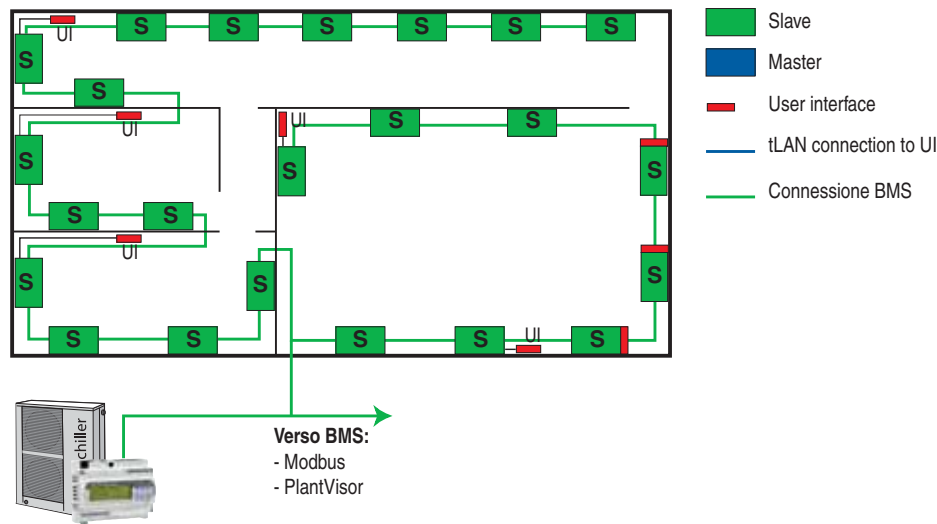 UI
S S S S S S
S
S
Slave
Master
User interface
tLAN connection to UI
Connessione BMS
UI
S
S S
UI
S S
S
S
UI
S
S
S S
UI
S S S
UI
chiller
Verso BMS:
- Modbus
- PlantVisor